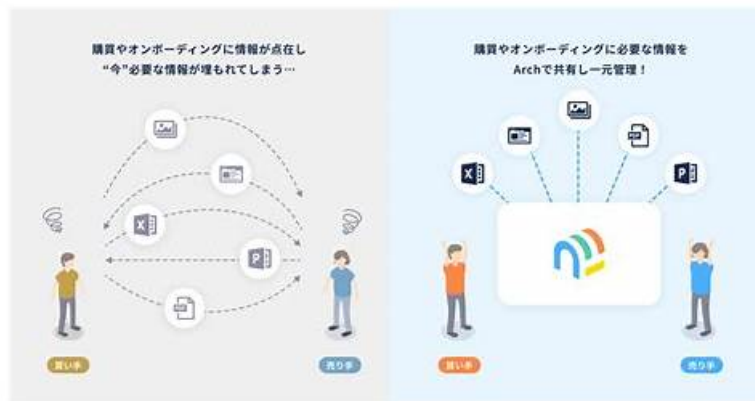 購買やオンボーディングに情報が点在し
“今”必要な情報が埋もれてしまう…
X
P
PDF
買い手
売り手
購買やオンボーディングに必要な情報を
Archで共有し一元管理！
PDF
X
P
買い手
売り手